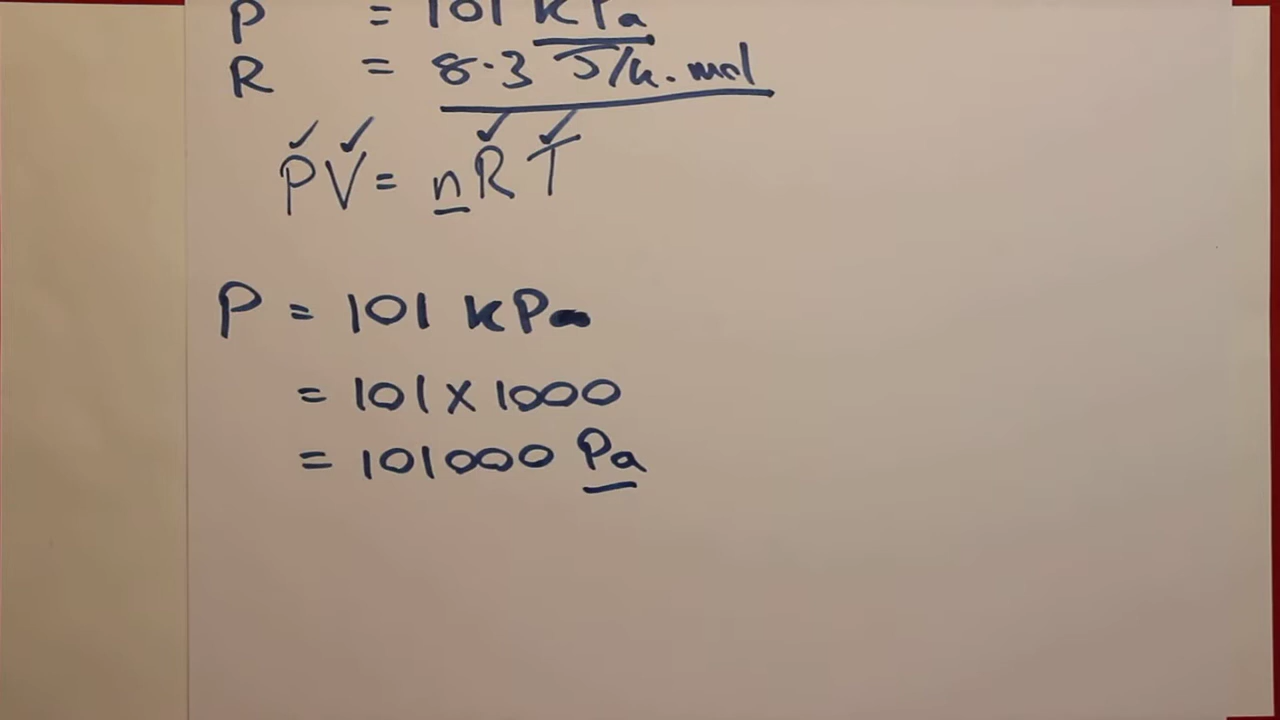 P = 101 kPa
R = 8.3 J/k.mol
PV = nRT
P = 101 kPa
= 101 x 1000
= 101000 Pa